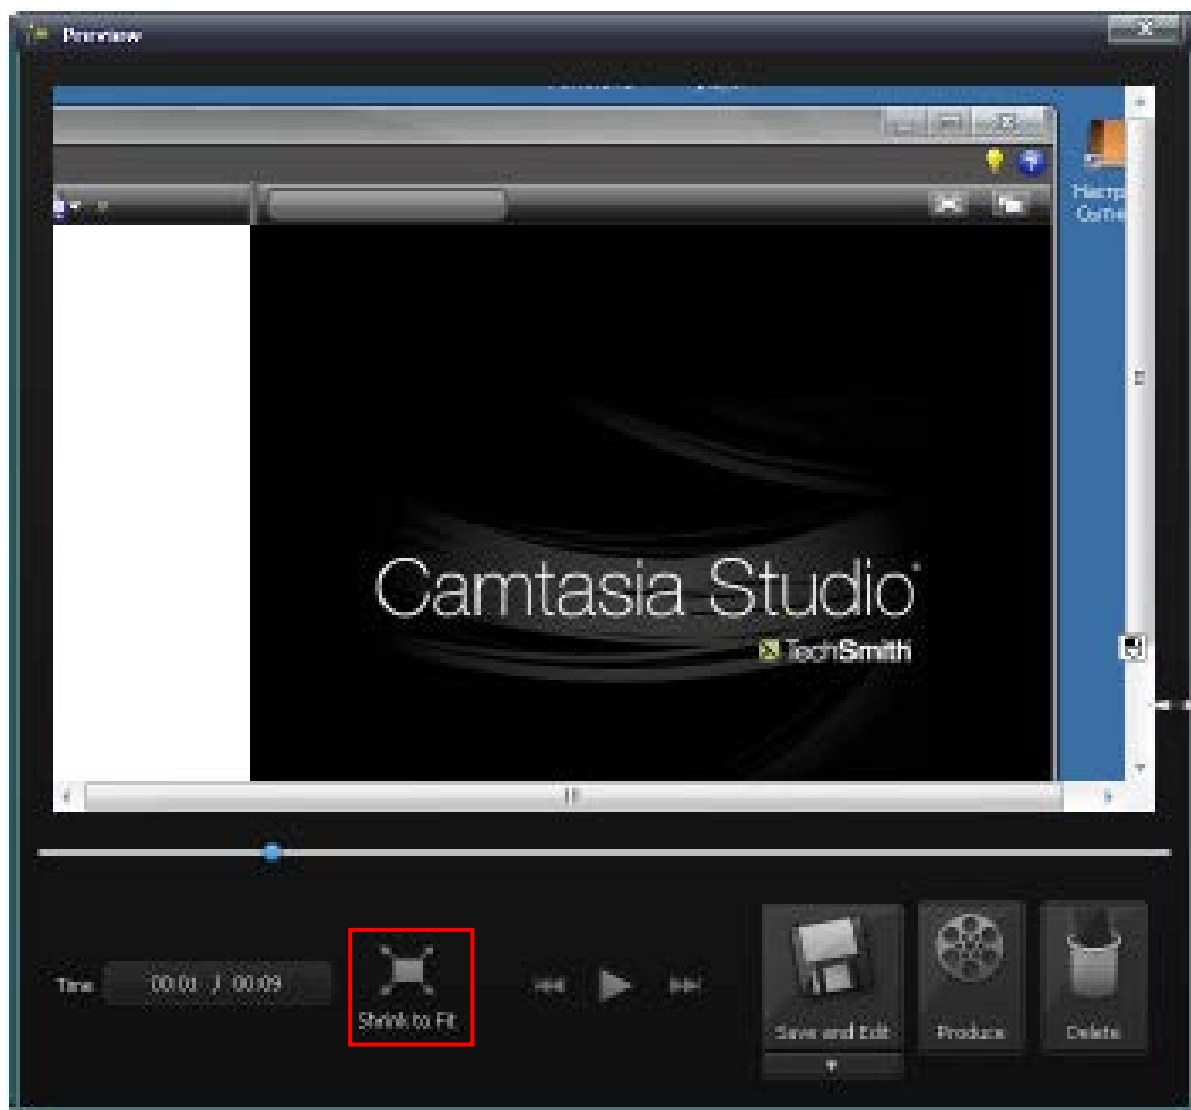 Preview
Camtasia Studio
TechSmith
Time
00:01 / 00:09
Shrink to Fit
Save and Edit
Produce
Delete